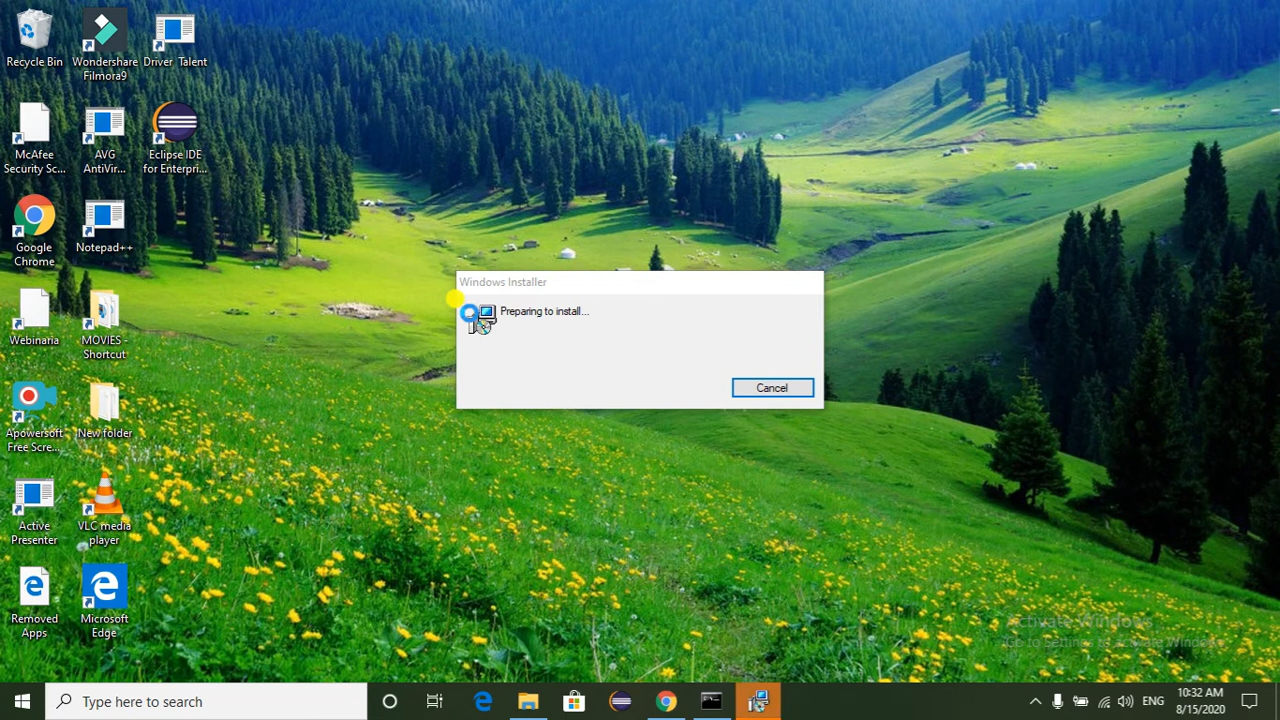 Recycle Bin
Wondershare
Filmora9
Driver Talent
McAfee
Security Sc...
AVG
AntiVir...
Eclipse IDE
for Enterpri...
Google
Chrome
Notepad++
Webinaria
MOVIES -
Shortcut
Apowersoft
Free Scre...
New folder
Active
Presenter
VLC media
player
Removed
Apps
Microsoft
Edge
Windows Installer
Preparing to install...
Cancel
Activate Windows
Go to Settings to activate Windows.
Type here to search
ENG
10:32 AM
8/15/2020